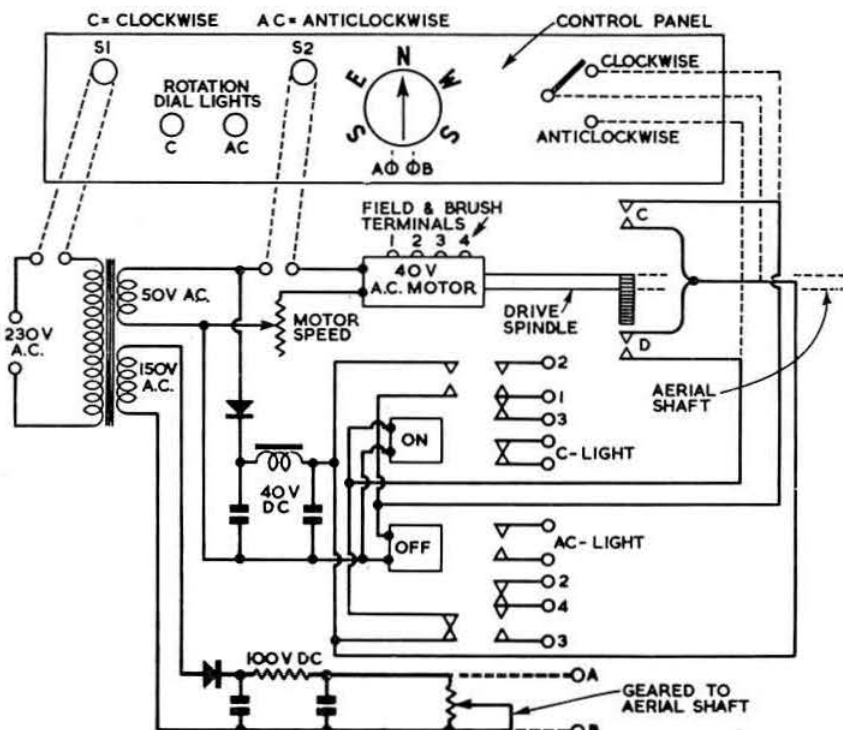 C = CLOCKWISE
AC = ANTICLOCKWISE
CONTROL PANEL
S1
S2
N
E
W
S
S
CLOCKWISE
ROTATION
DIAL LIGHTS
C
AC
A
B
ANTICLOCKWISE
FIELD & BRUSH
TERMINALS
1 2 3 4
C
50V A.C.
40V
A.C. MOTOR
MOTOR
SPEED
DRIVE
SPINDLE
D
230V
A.C.
150V
A.C.
AERIAL
SHAFT
2
1
3
ON
C-LIGHT
40V
DC
OFF
AC-LIGHT
2
4
3
100V DC
A
GEARED TO
AERIAL SHAFT